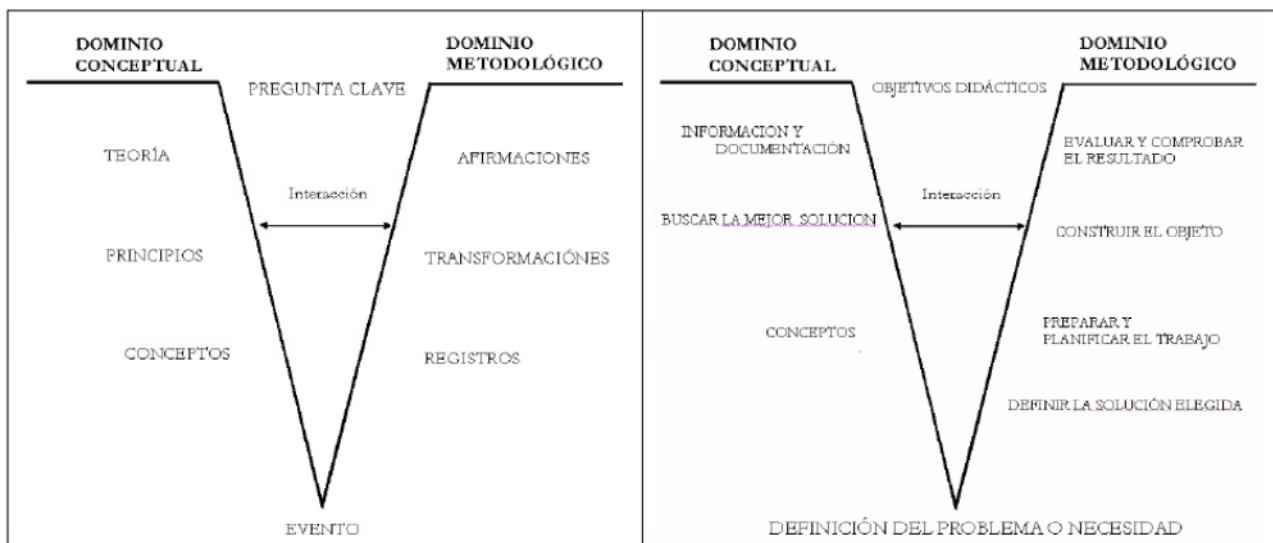 DOMINIO
CONCEPTUAL
DOMINIO
METODOLÓGICO
PREGUNTA CLAVE
TEORÍA
AFIRMACIONES
Interacción
PRINCIPIOS
TRANSFORMACIÓNES
CONCEPTOS
REGISTROS
EVENTO
DOMINIO
CONCEPTUAL
DOMINIO
METODOLÓGICO
OBJETIVOS DIDÁCTICOS
INFORMACIÓN Y
DOCUMENTACIÓN
EVALUAR Y COMPROBAR
EL RESULTADO
Interacción
BUSCAR LA MEJOR SOLUCION
CONSTRUIR EL OBJETO
CONCEPTOS
PREPARAR Y
PLANIFICAR EL TRABAJO
DEFINIR LA SOLUCIÓN ELEGIDA
DEFINICIÓN DEL PROBLEMA O NECESIDAD